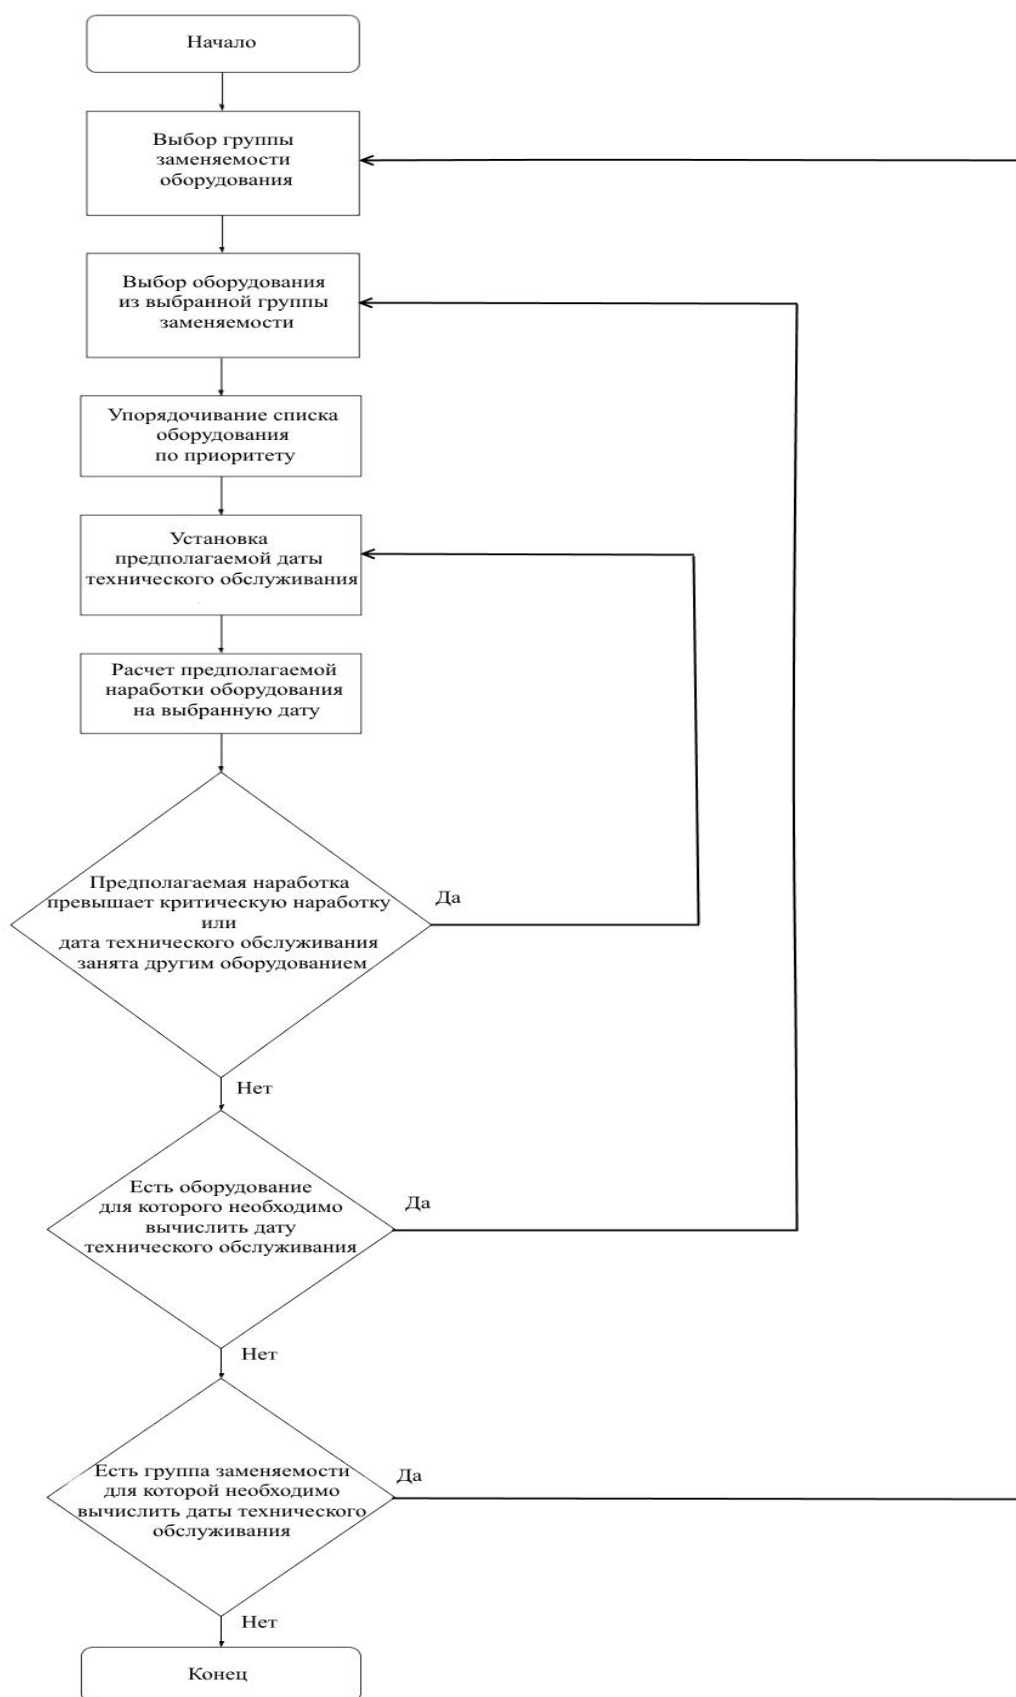 Начало
Выбор группы
заменяемости
оборудования
Выбор оборудования
из выбранной группы
заменяемости
Упорядочивание списка
оборудования
по приоритету
Установка
предполагаемой даты
технического обслуживания
Расчет предполагаемой
наработки оборудования
на выбранную дату
Предполагаемая наработка
превышает критическую наработку
или
дата технического обслуживания
занята другим оборудованием
Да
Нет
Есть оборудование
для которого необходимо
вычислить дату
технического обслуживания
Да
Нет
Есть группа заменяемости
для которой необходимо
вычислить даты технического
обслуживания
Да
Нет
Конец